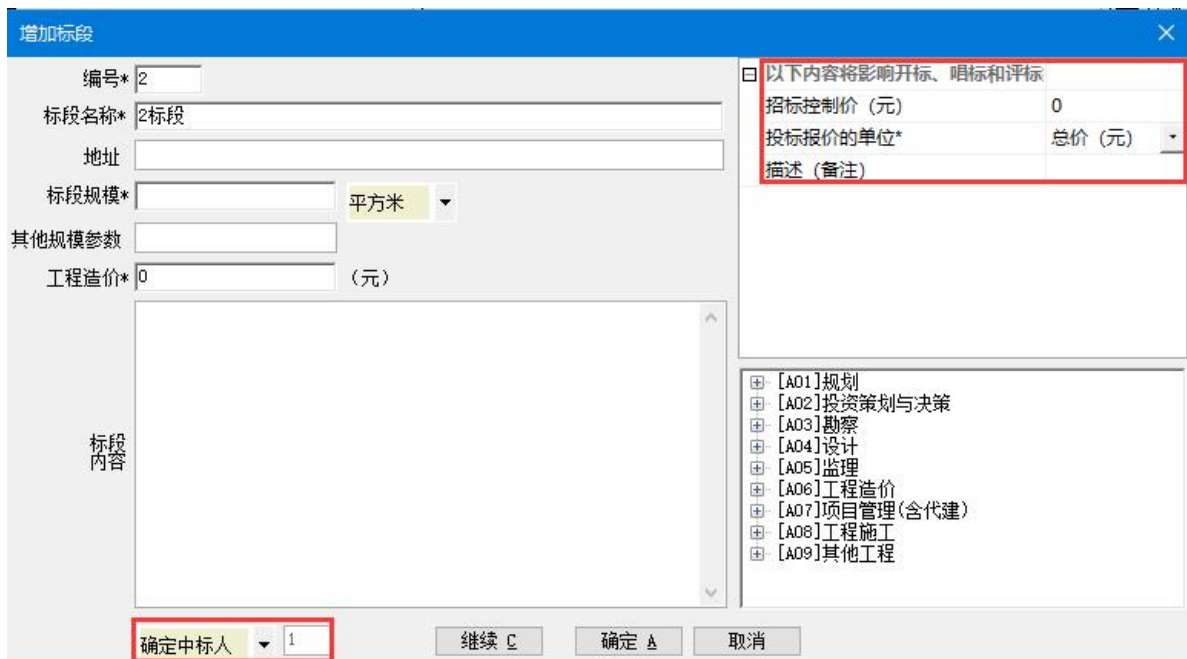 增加标段
编号* 2
标段名称* 2标段
地址
标段规模* 平方米
其他规模参数
工程造价* 0 （元）
标段
内容
确定中标人 1
以下内容将影响开标、唱标和评标
招标控制价（元） 0
投标报价的单位* 总价（元）
描述（备注）
[A01]规划
[A02]投资策划与决策
[A03]勘察
[A04]设计
[A05]监理
[A06]工程造价
[A07]项目管理(含代建)
[A08]工程施工
[A09]其他工程
继续 C 确定 A 取消